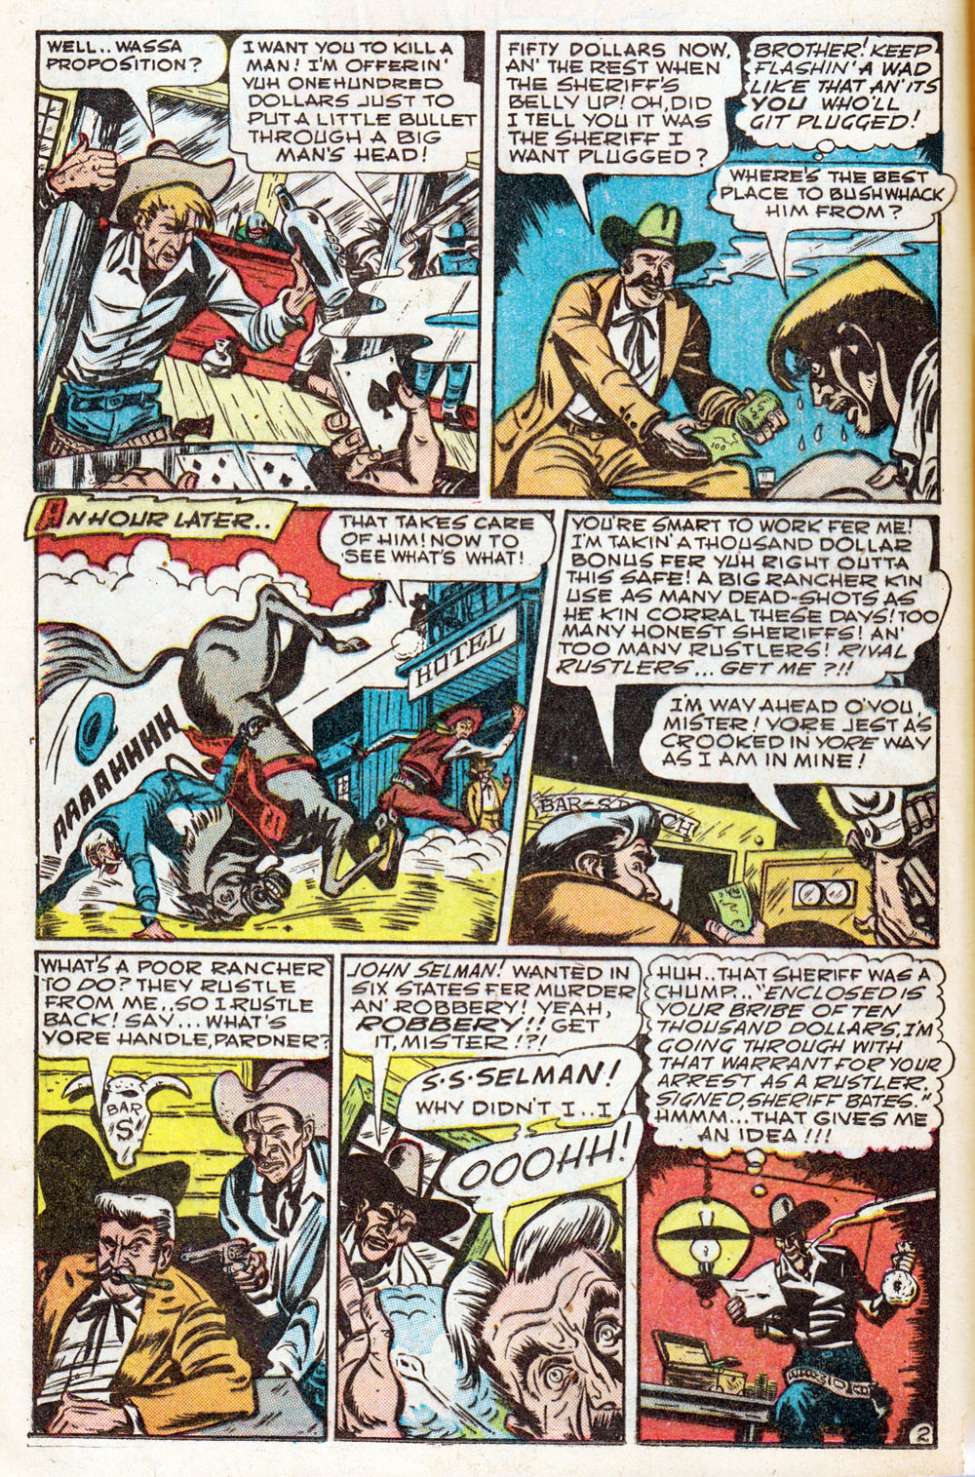 WELL.. WASSA
PROPOSITION?
I WANT YOU TO KILL A
MAN! I'M OFFERIN'
YUH ONE HUNDRED
DOLLARS JUST TO
PUT A LITTLE BULLET
THROUGH A BIG
MAN'S HEAD!
FIFTY DOLLARS NOW,
AN' THE REST WHEN
THE SHERIFF'S
BELLY UP! OH, DID
I TELL YOU IT WAS
THE SHERIFF I
WANT PLUGGED?
BROTHER! KEEP
FLASHIN' A WAD
LIKE THAT AN' ITS
YOU WHO'LL
GIT PLUGGED!
WHERE'S THE BEST
PLACE TO BUSHWHACK
HIM FROM?
100
AN HOUR LATER..
THAT TAKES CARE
OF HIM! NOW TO
SEE WHAT'S WHAT!
HOTEL
AAAAHHHHH
YOU'RE SMART TO WORK FER ME!
I'M TAKIN' A THOUSAND DOLLAR
BONUS FER YUH RIGHT OUTTA
THIS SAFE! A BIG RANCHER KIN
USE AS MANY DEAD-SHOTS AS
HE KIN CORRAL THESE DAYS! TOO
MANY HONEST SHERIFFS! AN'
TOO MANY RUSTLERS! RIVAL
RUSTLERS... GET ME?!!
I'M WAY AHEAD O' YOU
MISTER! YORE JEST AS
CROOKED IN YORE WAY
AS I AM IN MINE!
WHAT'S A POOR RANCHER
TO DO? THEY RUSTLE
FROM ME.. SO I RUSTLE
BACK! SAY... WHAT'S
YORE HANDLE, PARDNER?
BAR
S
JOHN SELMAN! WANTED IN
SIX STATES FER MURDER
AN' ROBBERY! YEAH,
ROBBERY!! GET
IT, MISTER!?!
S-S-SELMAN!
WHY DIDN'T I..I
OOOHH!
HUH.. THAT SHERIFF WAS A
CHUMP... "ENCLOSED IS
YOUR BRIBE OF TEN
THOUSAND DOLLARS, I'M
GOING THROUGH WITH
THAT WARRANT FOR YOUR
ARREST AS A RUSTLER.
SIGNED, SHERIFF BATES."
HMMM... THAT GIVES ME
AN IDEA!!!
2